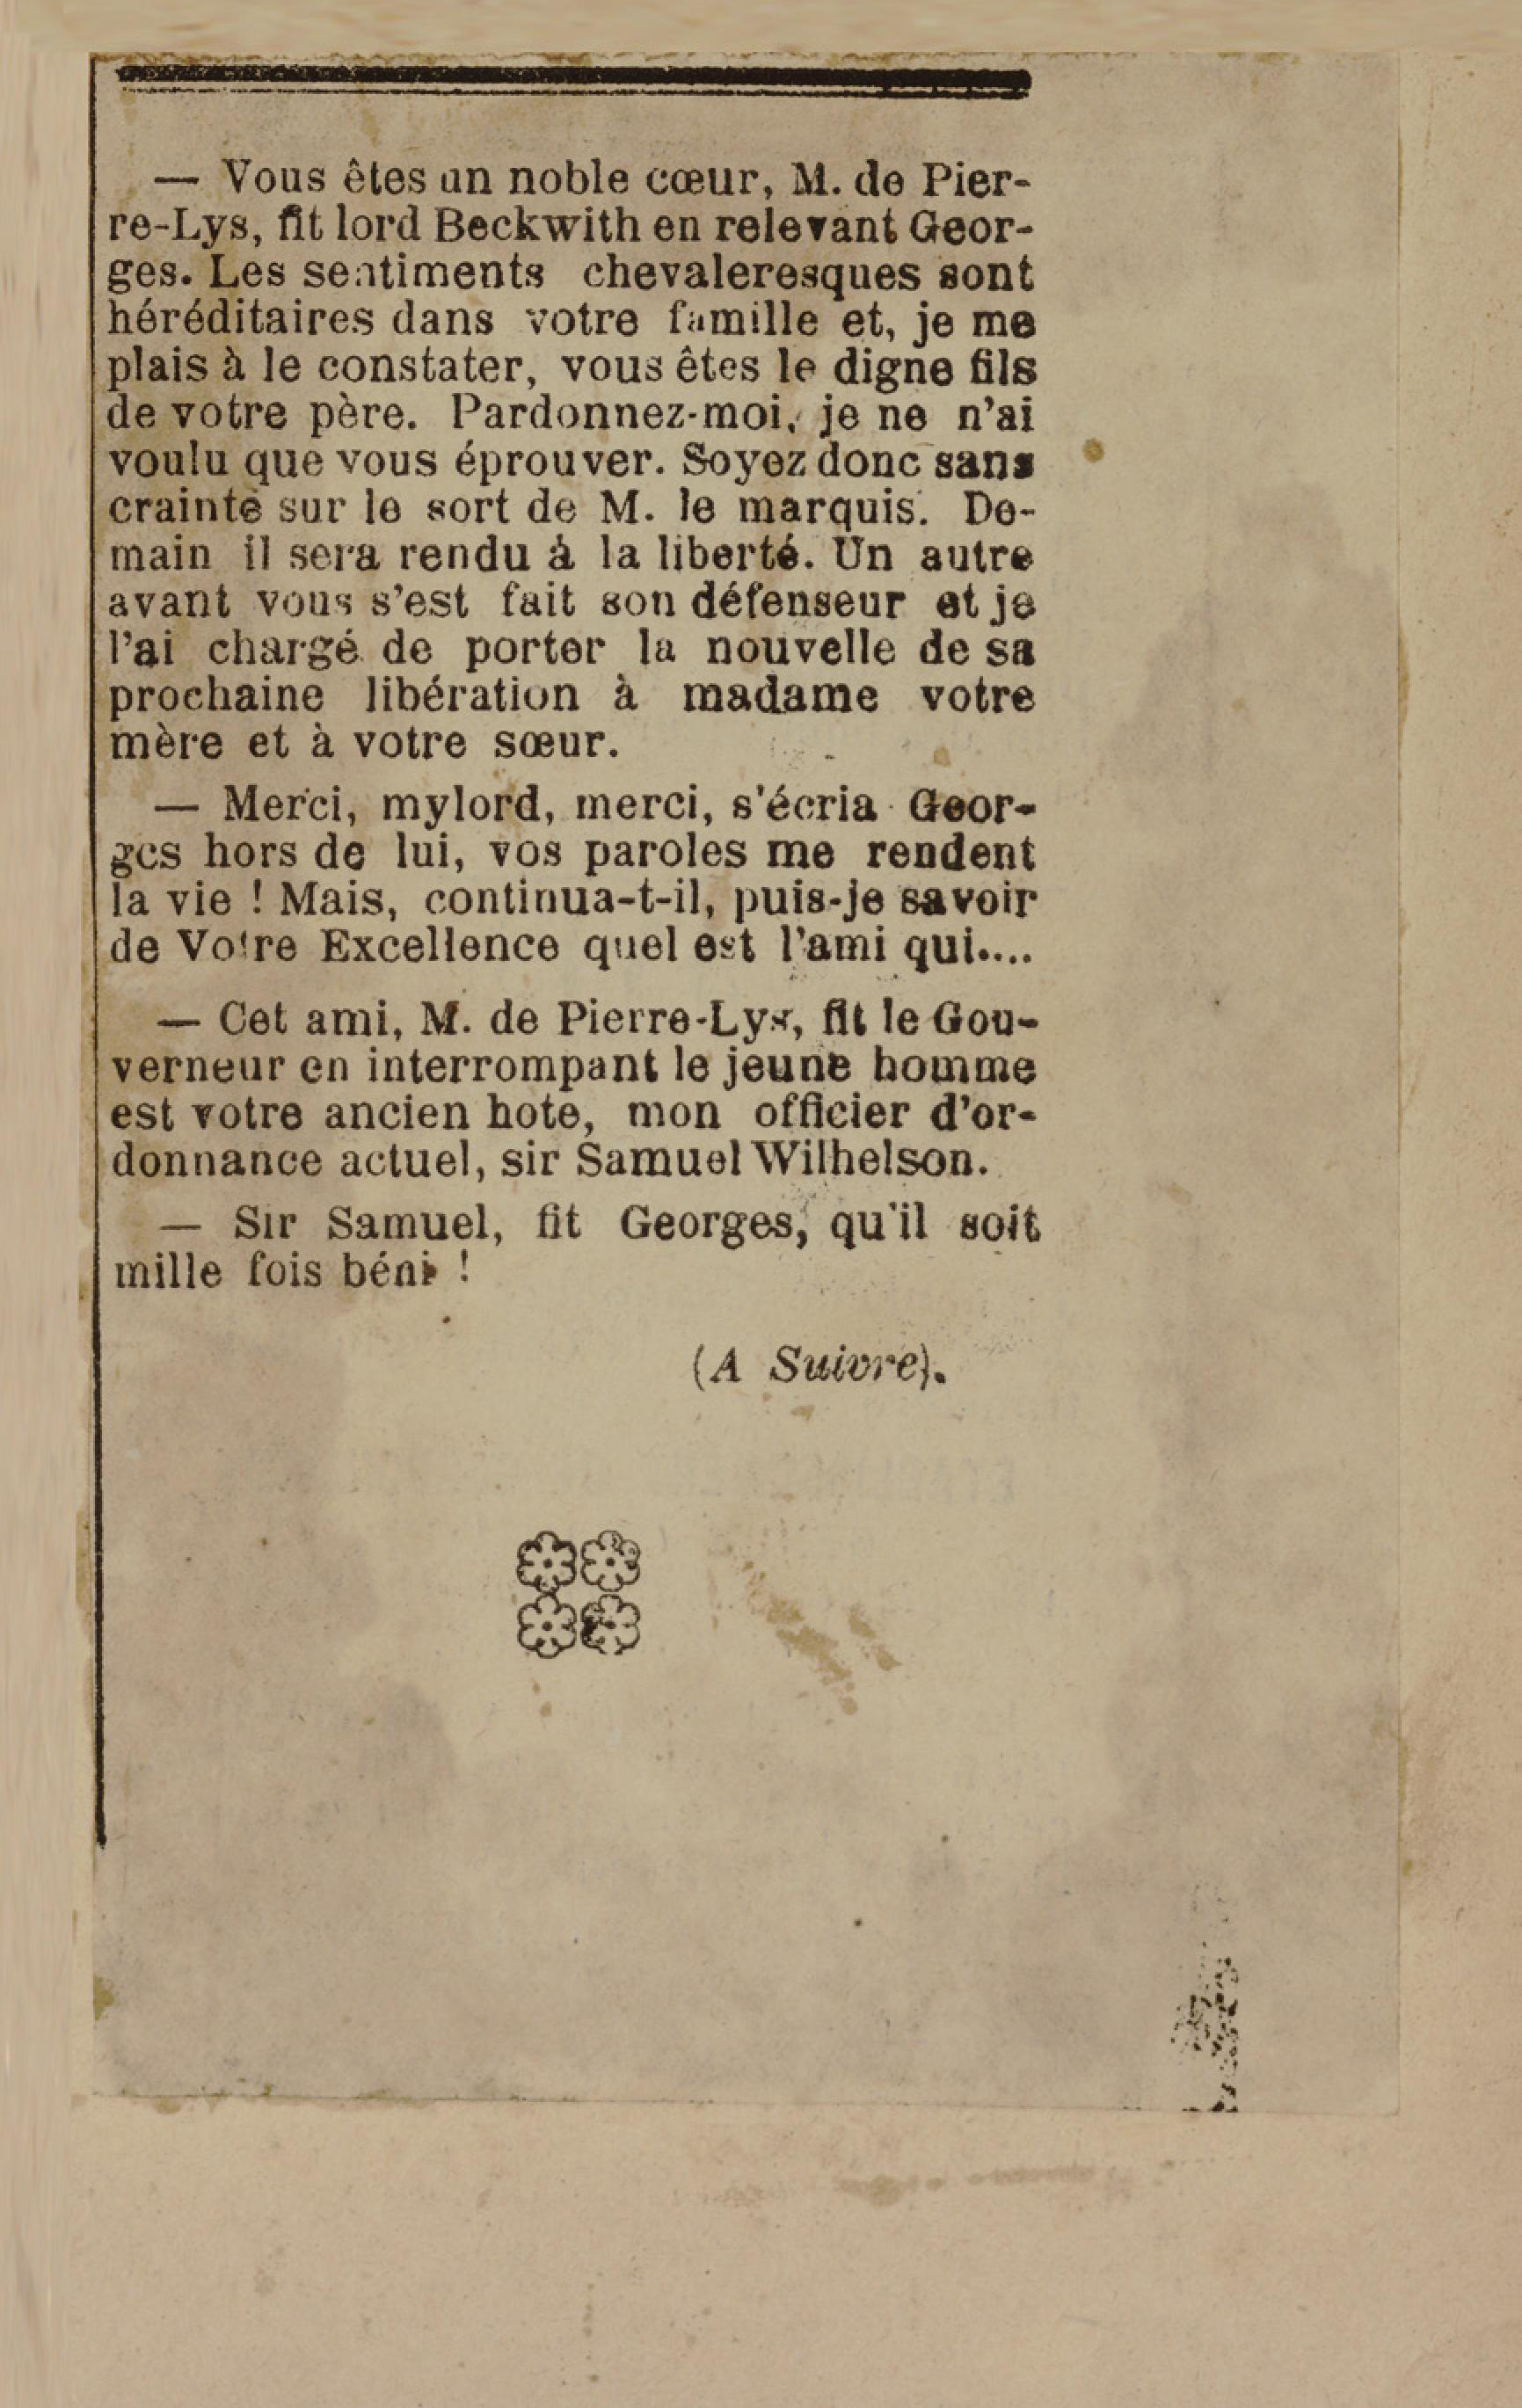 — Vous êtes un noble cœur, M. de Pier-
re-Lys, fit lord Beckwith en relevant Geor-
ges. Les sentiments chevaleresques sont
héréditaires dans votre famille et, je me
plais à le constater, vous êtes le digne fils
de votre père. Pardonnez-moi, je ne n'ai
voulu que vous éprouver. Soyez donc sans
crainte sur le sort de M. le marquis. De-
main il sera rendu à la liberté. Un autre
avant vous s'est fait son défenseur et je
l'ai chargé de porter la nouvelle de sa
prochaine libération à madame votre
mère et à votre sœur.
— Merci, mylord, merci, s'écria Geor-
ges hors de lui, vos paroles me rendent
la vie ! Mais, continua-t-il, puis-je savoir
de Votre Excellence quel est l'ami qui....
— Cet ami, M. de Pierre-Lys, fit le Gou-
verneur en interrompant le jeune homme
est votre ancien hote, mon officier d'or-
donnance actuel, sir Samuel Wilhelson.
— Sir Samuel, fit Georges, qu'il soit
mille fois béni !
(A Suivre).